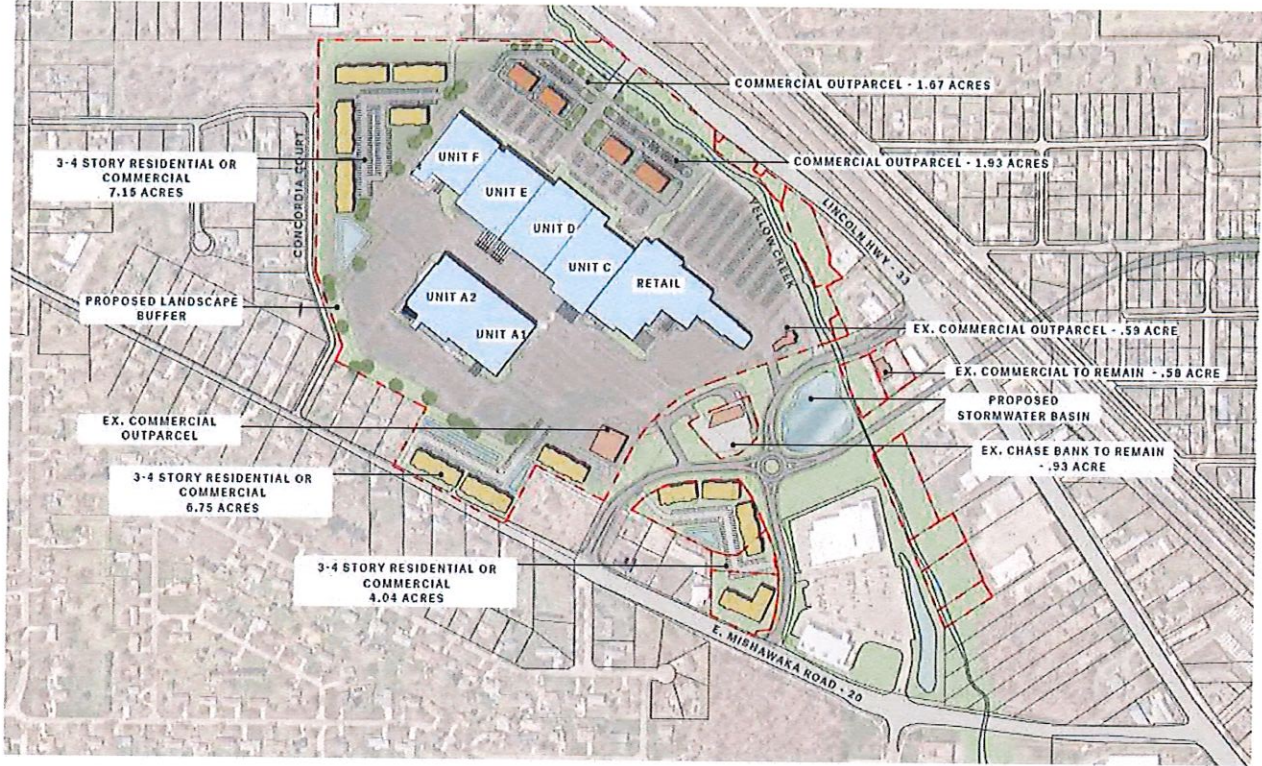 COMMERCIAL OUTPARCEL - 1.67 ACRES
COMMERCIAL OUTPARCEL - 1.93 ACRES
3-4 STORY RESIDENTIAL OR
COMMERCIAL
7.15 ACRES
CONCORDIA COURT
UNIT F
UNIT E
UNIT D
UNIT C
RETAIL
UNIT A2
UNIT A1
YELLOW CREEK
LINCOLN HWY - 33
PROPOSED LANDSCAPE
BUFFER
EX. COMMERCIAL OUTPARCEL - .59 ACRE
EX. COMMERCIAL TO REMAIN - .58 ACRE
PROPOSED
STORMWATER BASIN
EX. COMMERCIAL
OUTPARCEL
EX. CHASE BANK TO REMAIN
- .93 ACRE
3-4 STORY RESIDENTIAL OR
COMMERCIAL
6.75 ACRES
3-4 STORY RESIDENTIAL OR
COMMERCIAL
4.04 ACRES
E. MISHAWAKA ROAD - 20